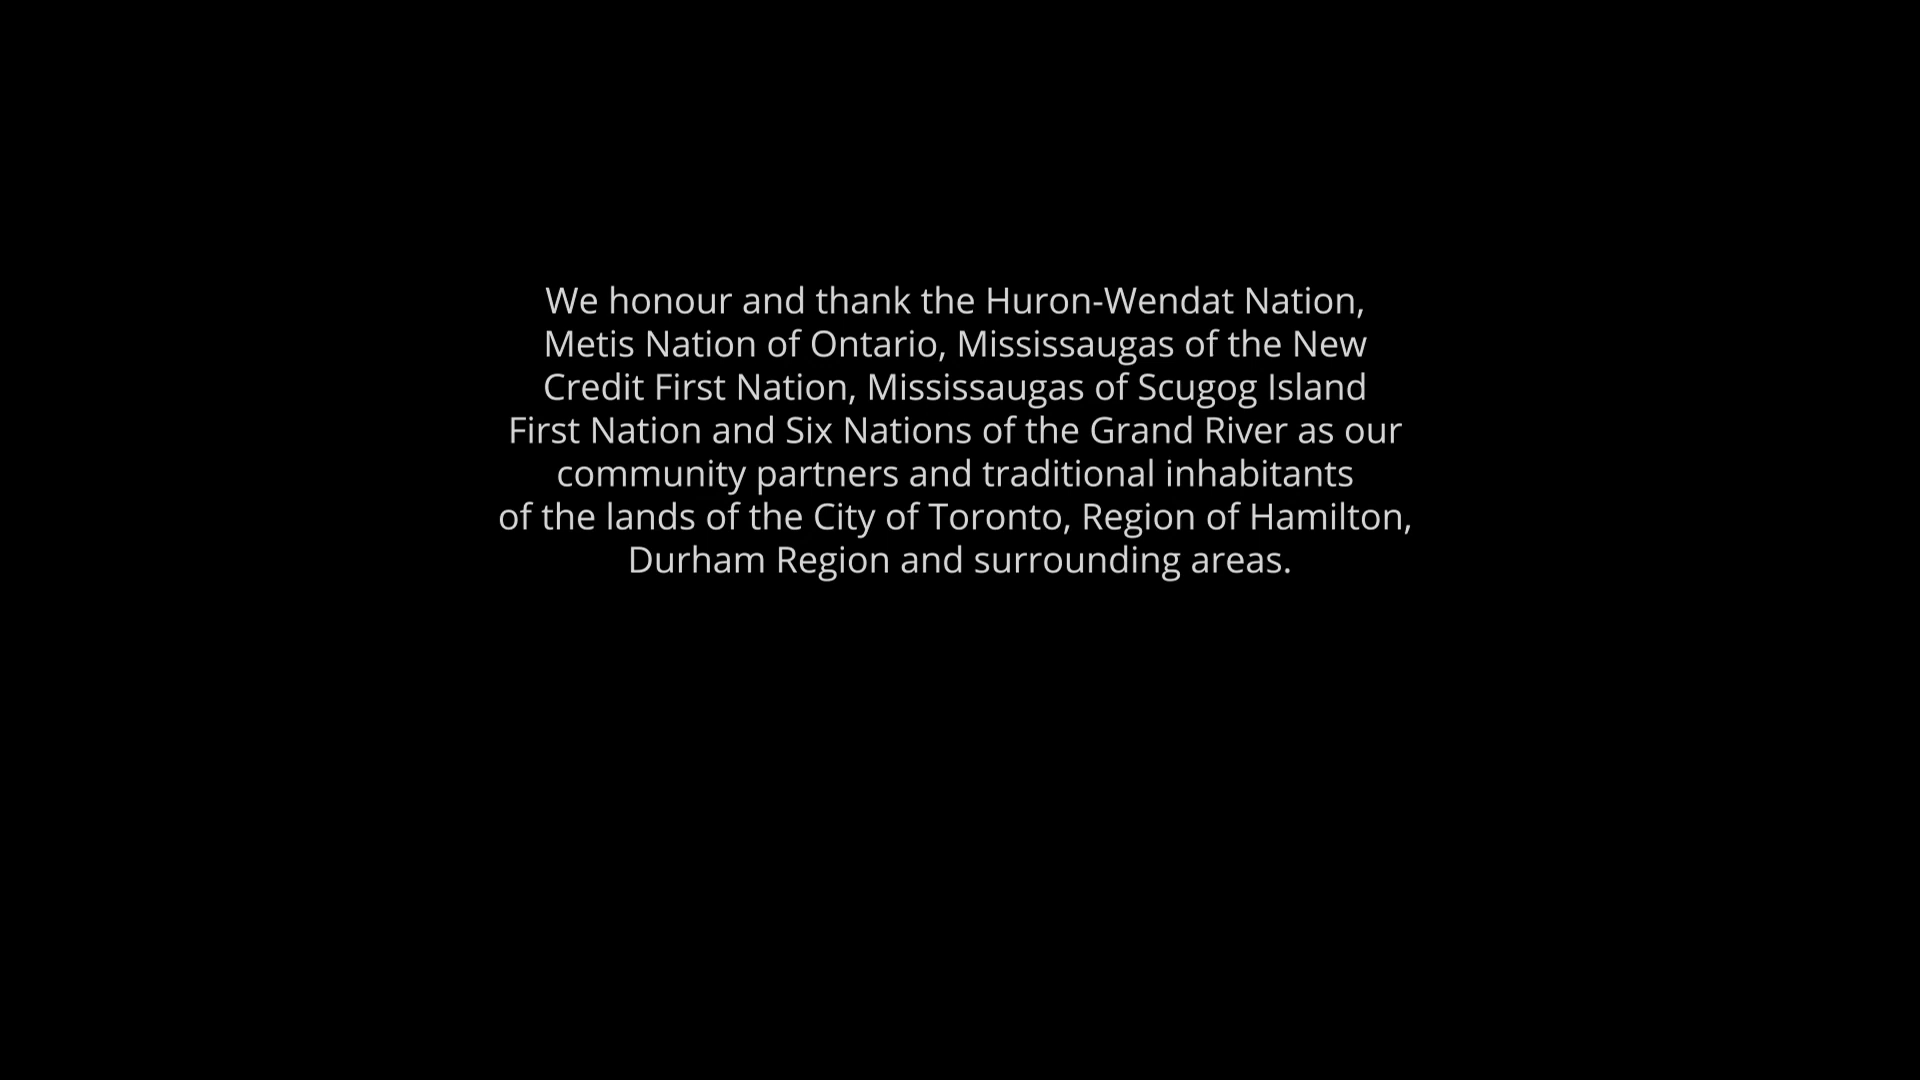 We honour and thank the Huron-Wendat Nation,
Metis Nation of Ontario, Mississaugas of the New
Credit First Nation, Mississaugas of Scugog Island
First Nation and Six Nations of the Grand River as our
community partners and traditional inhabitants
of the lands of the City of Toronto, Region of Hamilton,
Durham Region and surrounding areas.